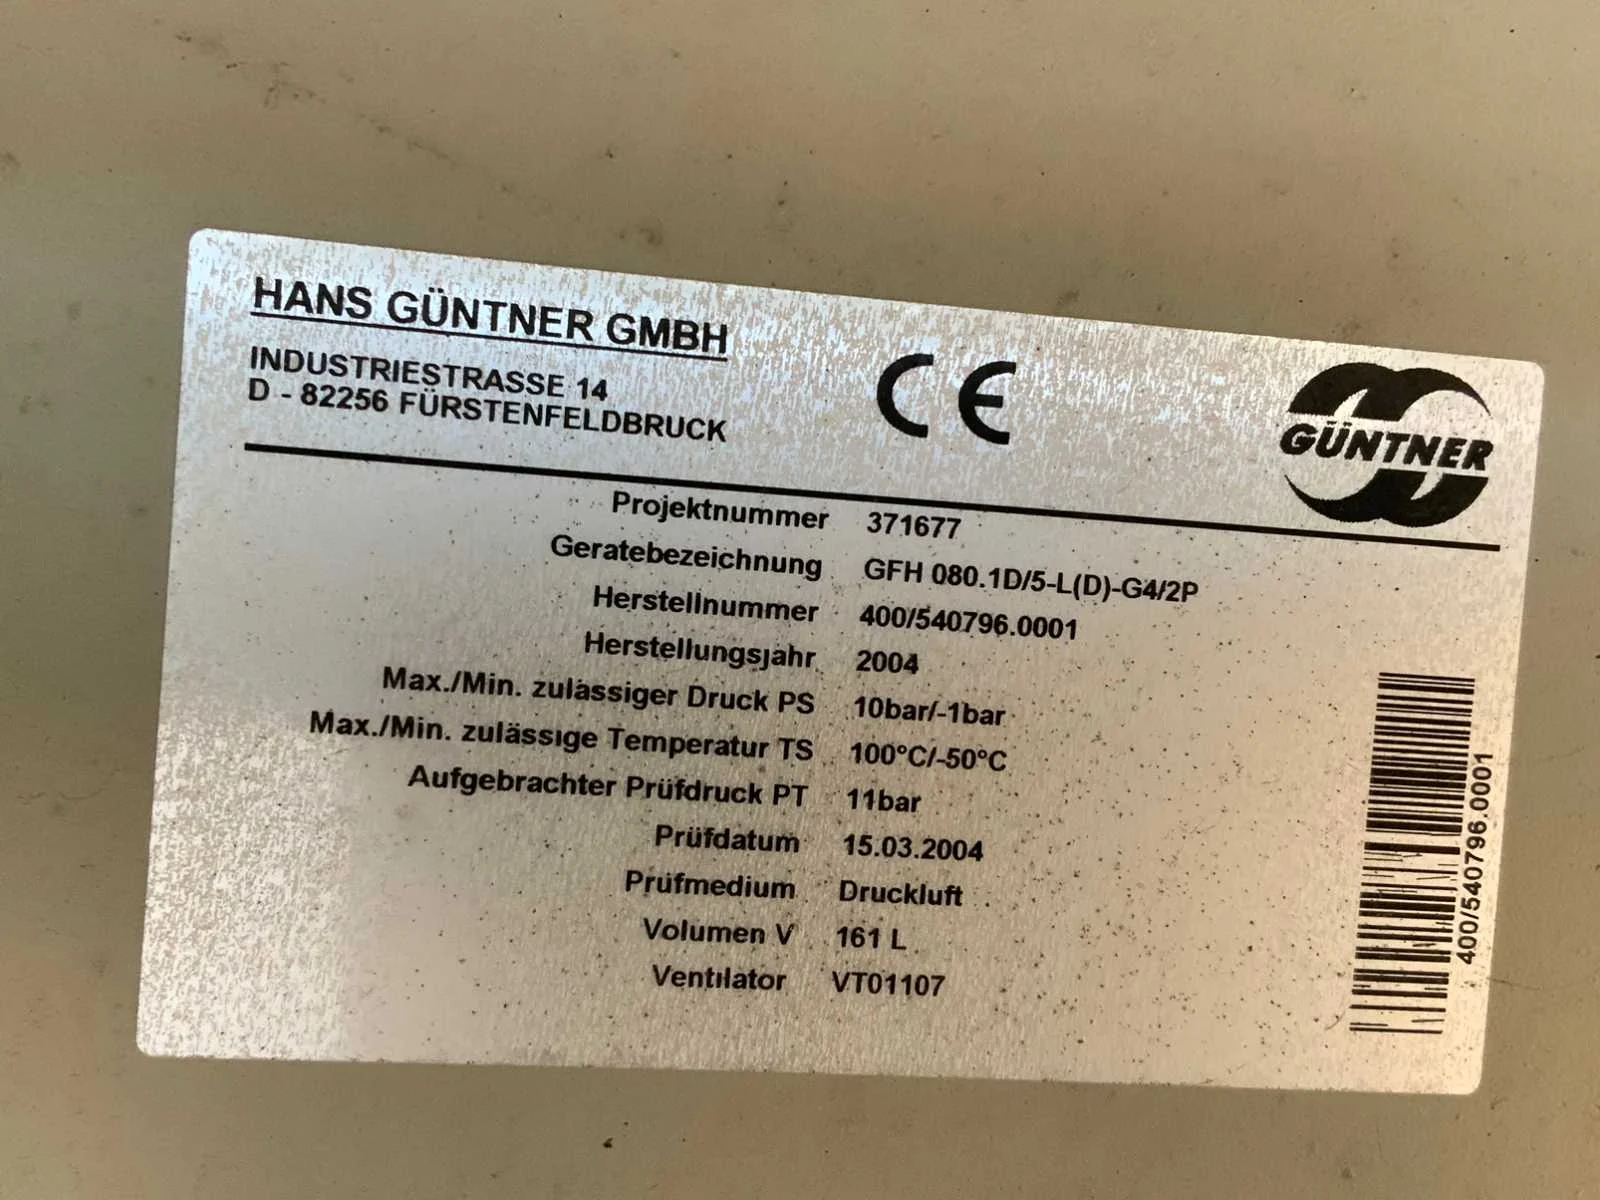 HANS GÜNTNER GMBH
INDUSTRIESTRASSE 14
D - 82256 FÜRSTENFELDBRUCK
CE
GÜNTNER
Projektnummer 371677
Geratebezeichnung GFH 080.1D/5-L(D)-G4/2P
Herstellnummer 400/540796.0001
Herstellungsjahr 2004
Max./Min. zulässiger Druck PS 10bar/-1bar
Max./Min. zulässige Temperatur TS 100°C/-50°C
Aufgebrachter Prüfdruck PT 11bar
Prüfdatum 15.03.2004
Prüfmedium Druckluft
Volumen V 161 L
Ventilator VT01107
400/540796.0001